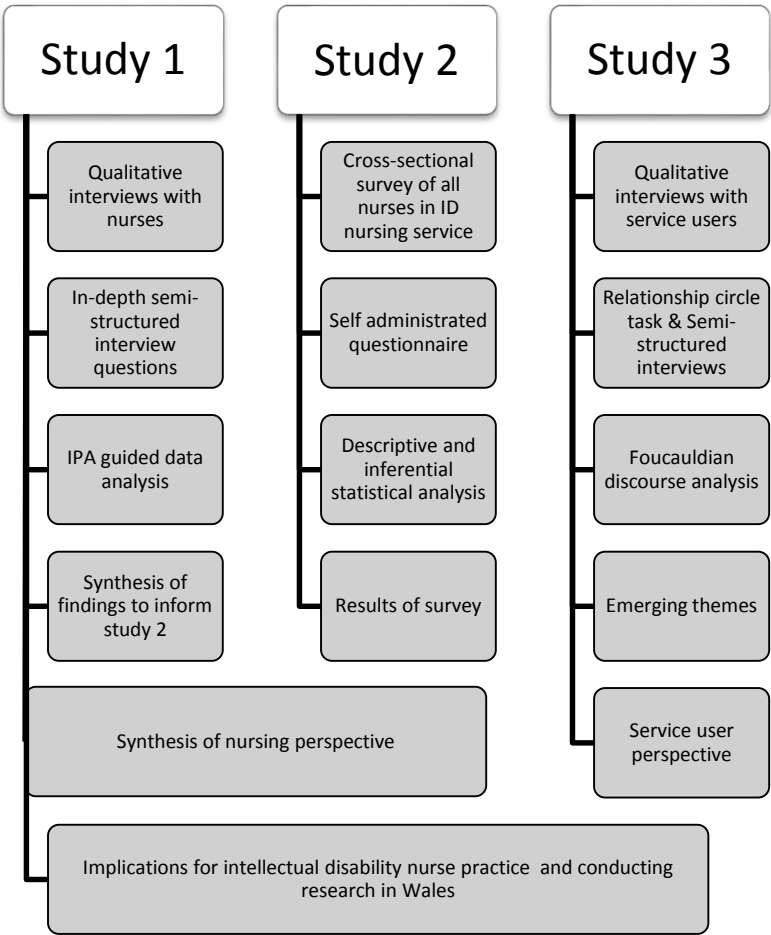 Study 1
Qualitative
interviews with
nurses
In-depth semi-
structured
interview
questions
IPA guided data
analysis
Synthesis of
findings to inform
study 2
Study 2
Cross-sectional
survey of all
nurses in ID
nursing service
Self administrated
questionnaire
Descriptive and
inferential
statistical analysis
Results of survey
Study 3
Qualitative
interviews with
service users
Relationship circle
task & Semi-
structured
interviews
Foucauldian
discourse analysis
Emerging themes
Service user
perspective
Synthesis of nursing perspective
Implications for intellectual disability nurse practice and conducting
research in Wales